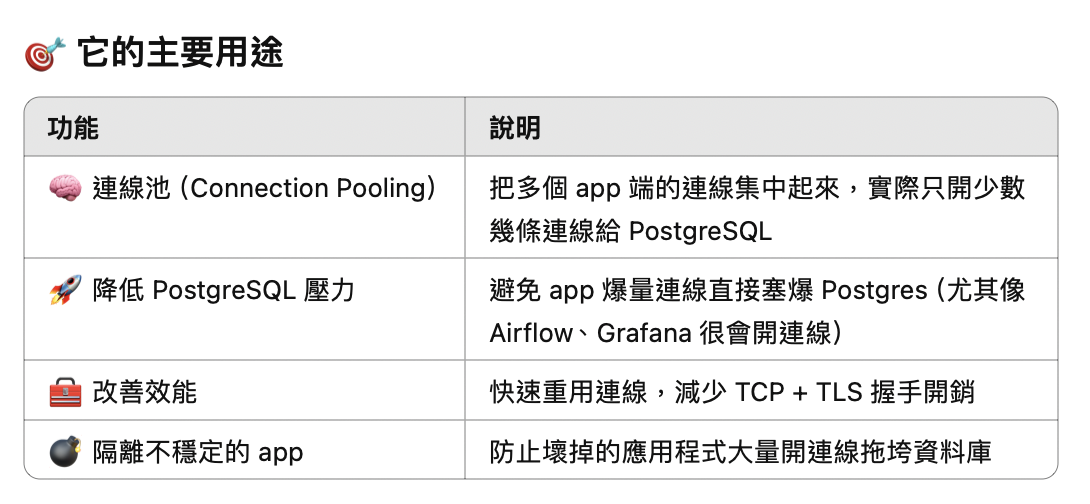 🎯 它的主要用途
功能
說明
🧠 連線池（Connection Pooling）
把多個 app 端的連線集中起來，實際只開少數
幾條連線給 PostgreSQL
🚀 降低 PostgreSQL 壓力
避免 app 爆量連線直接塞爆 Postgres（尤其像
Airflow、Grafana 很會開連線）
🧰 改善效能
快速重用連線，減少 TCP + TLS 握手開銷
💣 隔離不穩定的 app
防止壞掉的應用程式大量開連線拖垮資料庫